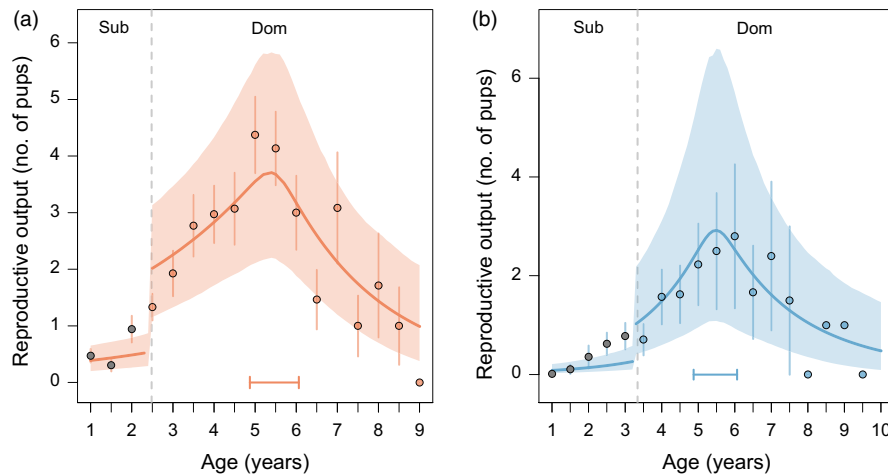 (a)
Sub
Dom
Reproductive output (no. of pups)
6
5
4
3
2
1
0
1 2 3 4 5 6 7 8 9
Age (years)
(b)
Sub
Dom
Reproductive output (no. of pups)
6
4
2
0
1 2 3 4 5 6 7 8 9 10
Age (years)